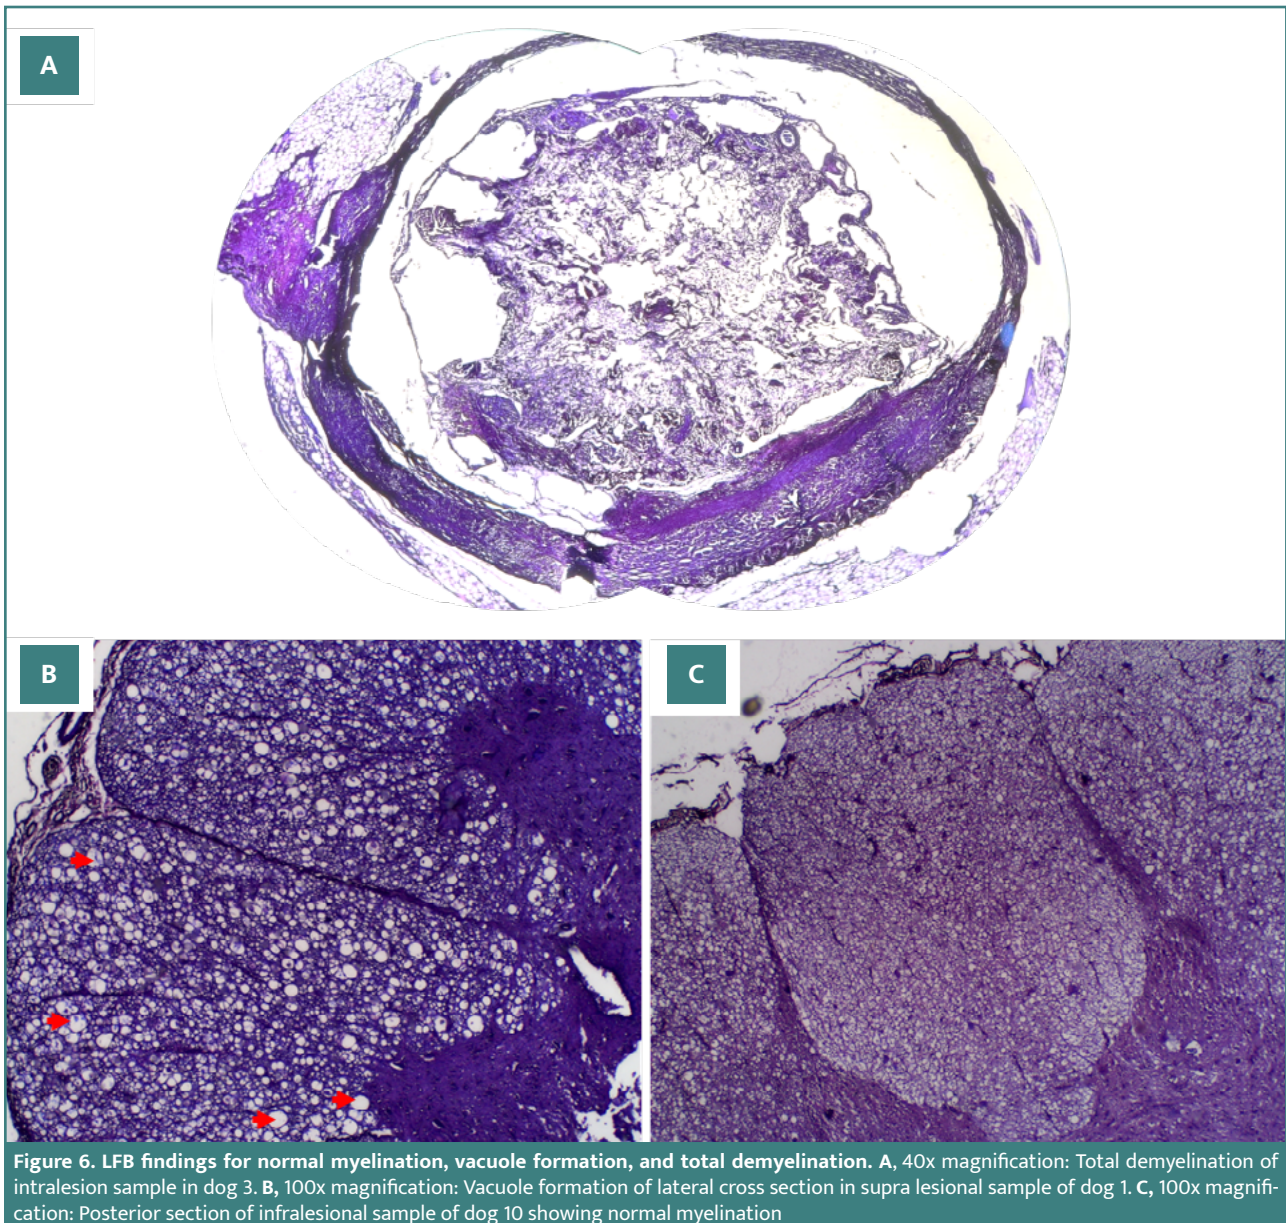 A
B
C
Figure 6. LFB findings for normal myelination, vacuole formation, and total demyelination. A, 40x magnification: Total demyelination of
intralesion sample in dog 3. B, 100x magnification: Vacuole formation of lateral cross section in supra lesional sample of dog 1. C, 100x magnifi-
cation: Posterior section of infralesional sample of dog 10 showing normal myelination